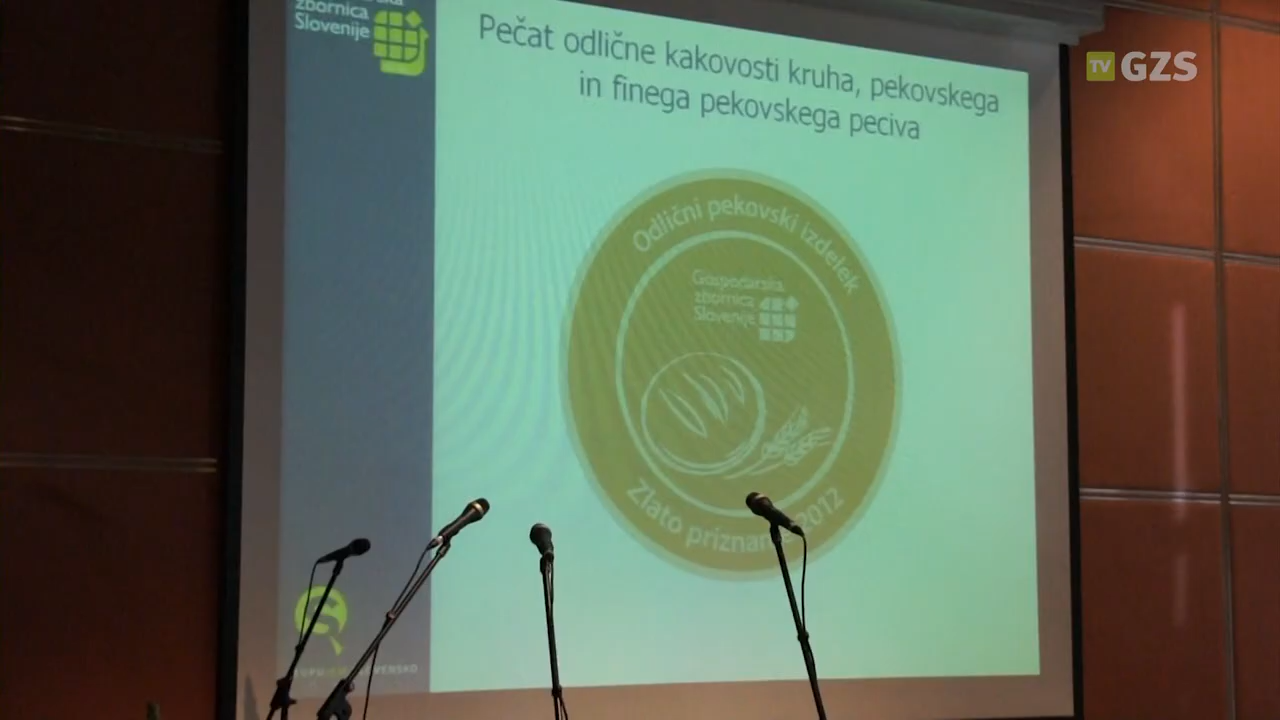 zbornica
Slovenije
Pečat odlične kakovosti kruha, pekovskega
in finega pekovskega peciva
TV GZS
Odlični pekovski izdelek
Gospodarska
zbornica
Slovenije
Zlato 2012